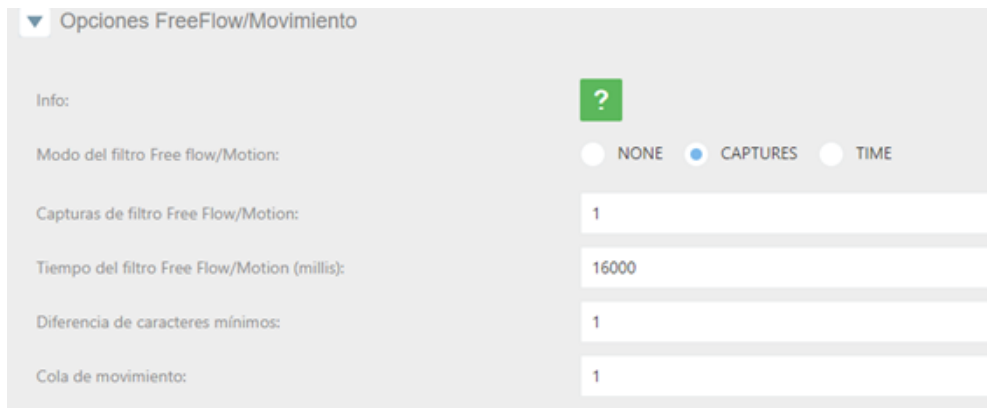 Opciones FreeFlow/Movimiento
Info: ?
Modo del filtro Free flow/Motion: NONE CAPTURES TIME
Capturas de filtro Free Flow/Motion: 1
Tiempo del filtro Free Flow/Motion (millis): 16000
Diferencia de caracteres mínimos: 1
Cola de movimiento: 1